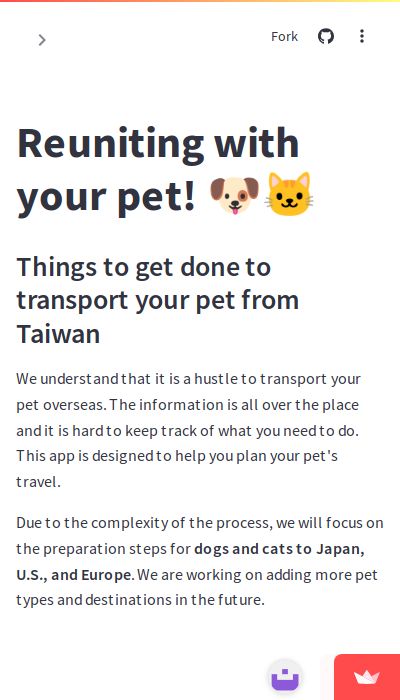 Fork
Reuniting with
your pet! 🐶🐱
Things to get done to
transport your pet from
Taiwan
We understand that it is a hustle to transport your
pet overseas. The information is all over the place
and it is hard to keep track of what you need to do.
This app is designed to help you plan your pet's
travel.
Due to the complexity of the process, we will focus on
the preparation steps for dogs and cats to Japan,
U.S., and Europe. We are working on adding more pet
types and destinations in the future.